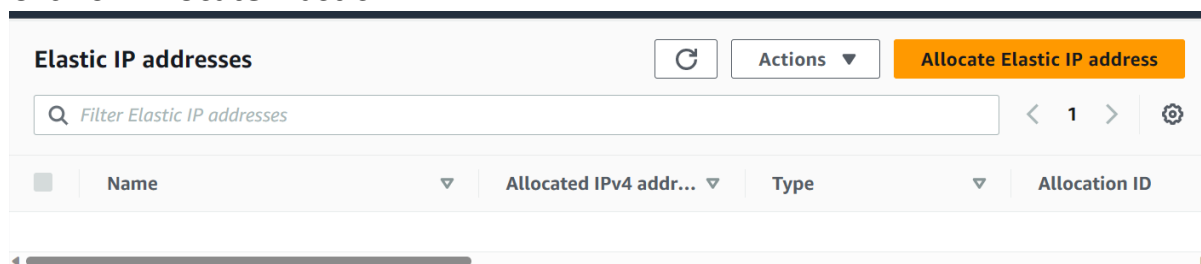 Elastic IP addresses
Actions
Allocate Elastic IP address
Filter Elastic IP addresses
1
Name
Allocated IPv4 addr...
Type
Allocation ID